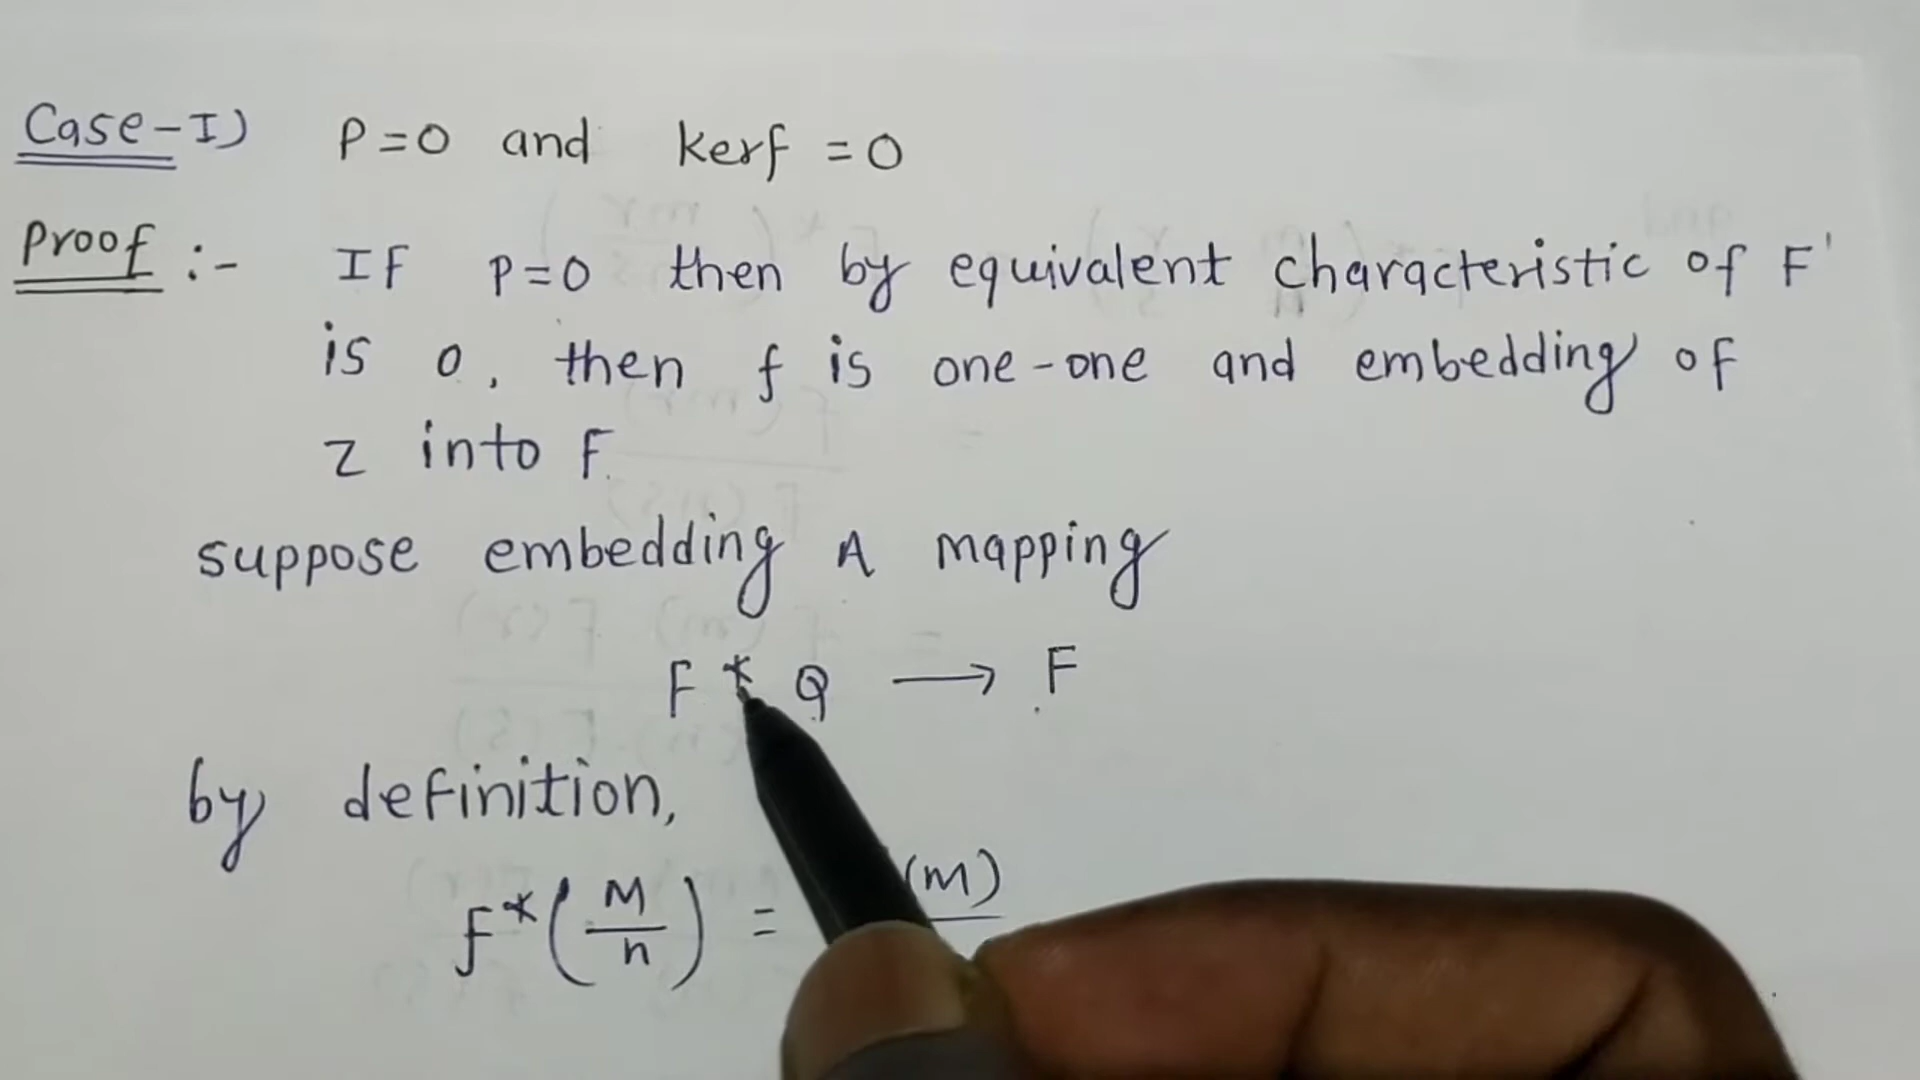 Case-I) P=0 and kerf =0
Proof :- If P=0 then by equivalent characteristic of F'
is 0, then f is one-one and embedding of
Z into F.
suppose embedding A mapping
F * Q → F
by definition,
F*(M/n) = (m)